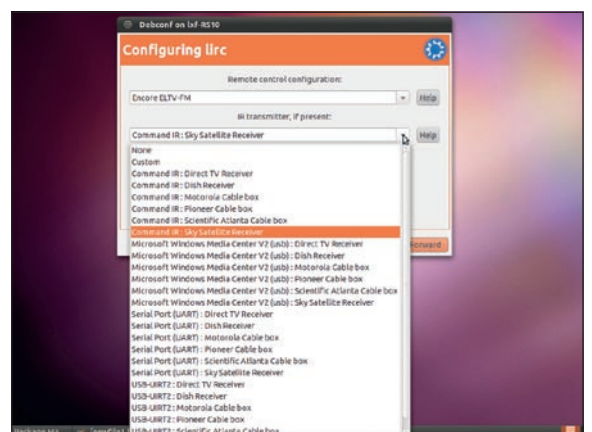 Debconf on lxf-RS10
Configuring lirc
Remote control configuration:
Encore ELTV-FM
Help
IR transmitter, if present:
Command IR : Sky Satellite Receiver
Help
None
Custom
Command IR : Direct TV Receiver
Command IR : Dish Receiver
Command IR : Motorola Cable box
Command IR : Pioneer Cable box
Command IR : Scientific Atlanta Cable box
Command IR : Sky Satellite Receiver
Microsoft Windows Media Center V2 (usb) : Direct TV Receiver
Forward
Microsoft Windows Media Center V2 (usb) : Dish Receiver
Microsoft Windows Media Center V2 (usb) : Motorola Cable box
Microsoft Windows Media Center V2 (usb) : Pioneer Cable box
Microsoft Windows Media Center V2 (usb) : Scientific Atlanta Cable box
Microsoft Windows Media Center V2 (usb) : Sky Satellite Receiver
Serial Port (UART) : Direct TV Receiver
Serial Port (UART) : Dish Receiver
Serial Port (UART) : Motorola Cable box
Serial Port (UART) : Pioneer Cable box
Serial Port (UART) : Scientific Atlanta Cable box
Serial Port (UART) : Sky Satellite Receiver
USB-UIRT2 : Direct TV Receiver
USB-UIRT2 : Dish Receiver
USB-UIRT2 : Motorola Cable box
USB-UIRT2 : Pioneer Cable box
USB-UIRT2 : Scientific Atlanta Cable box